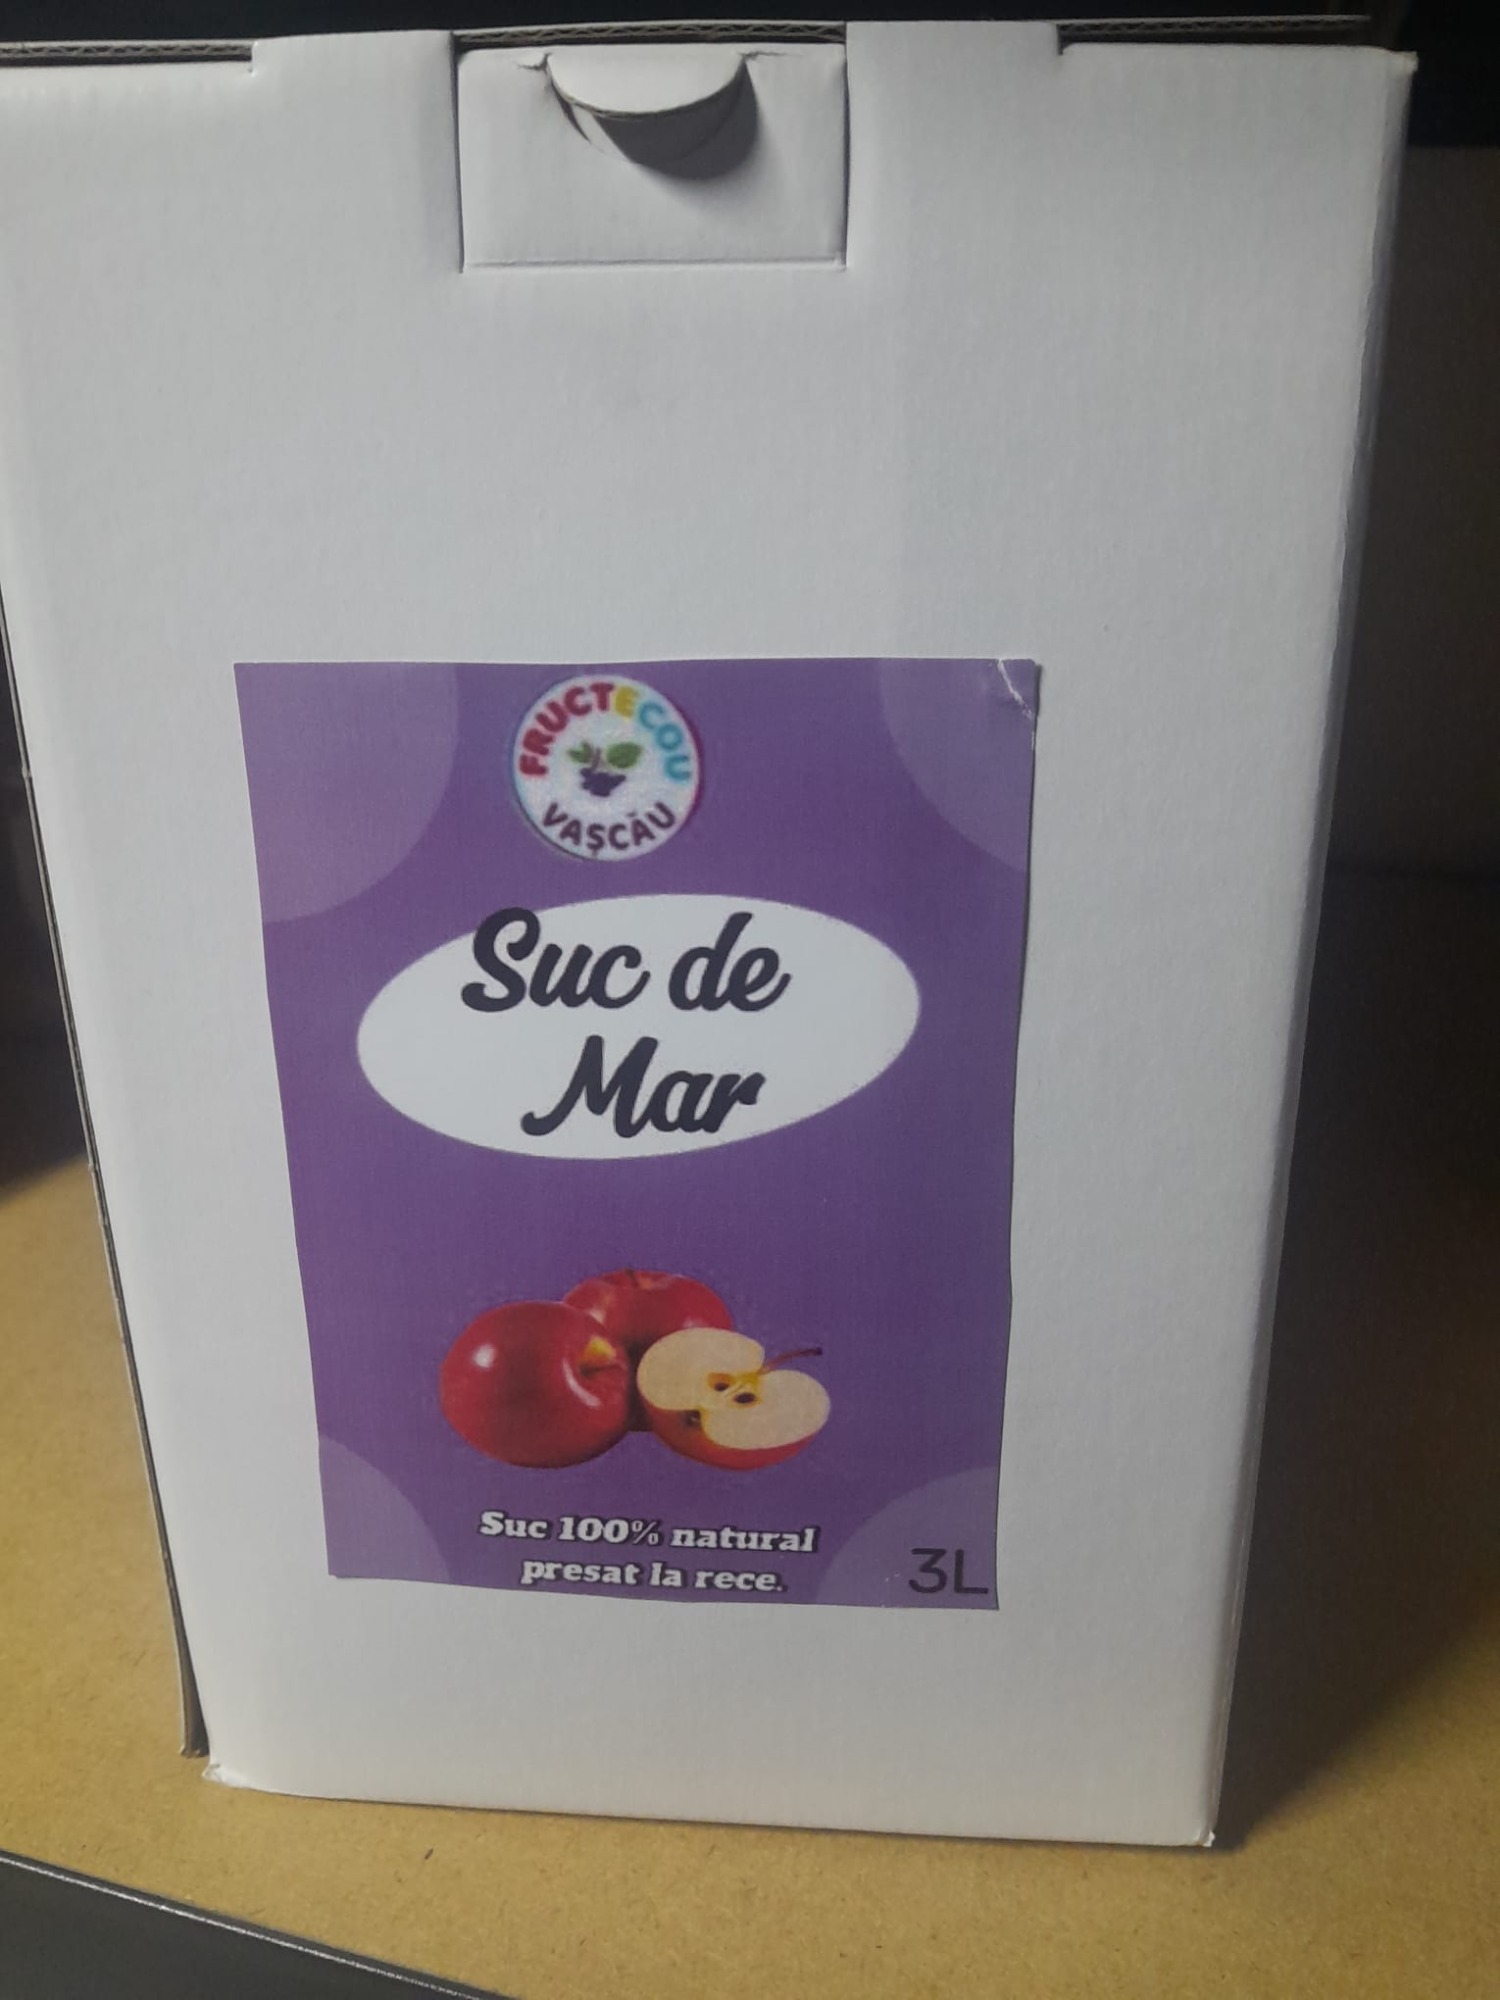 FRUCTECOU
VAȘCĂU
Suc de
Mar
Suc 100% natural
presat la rece.
3L